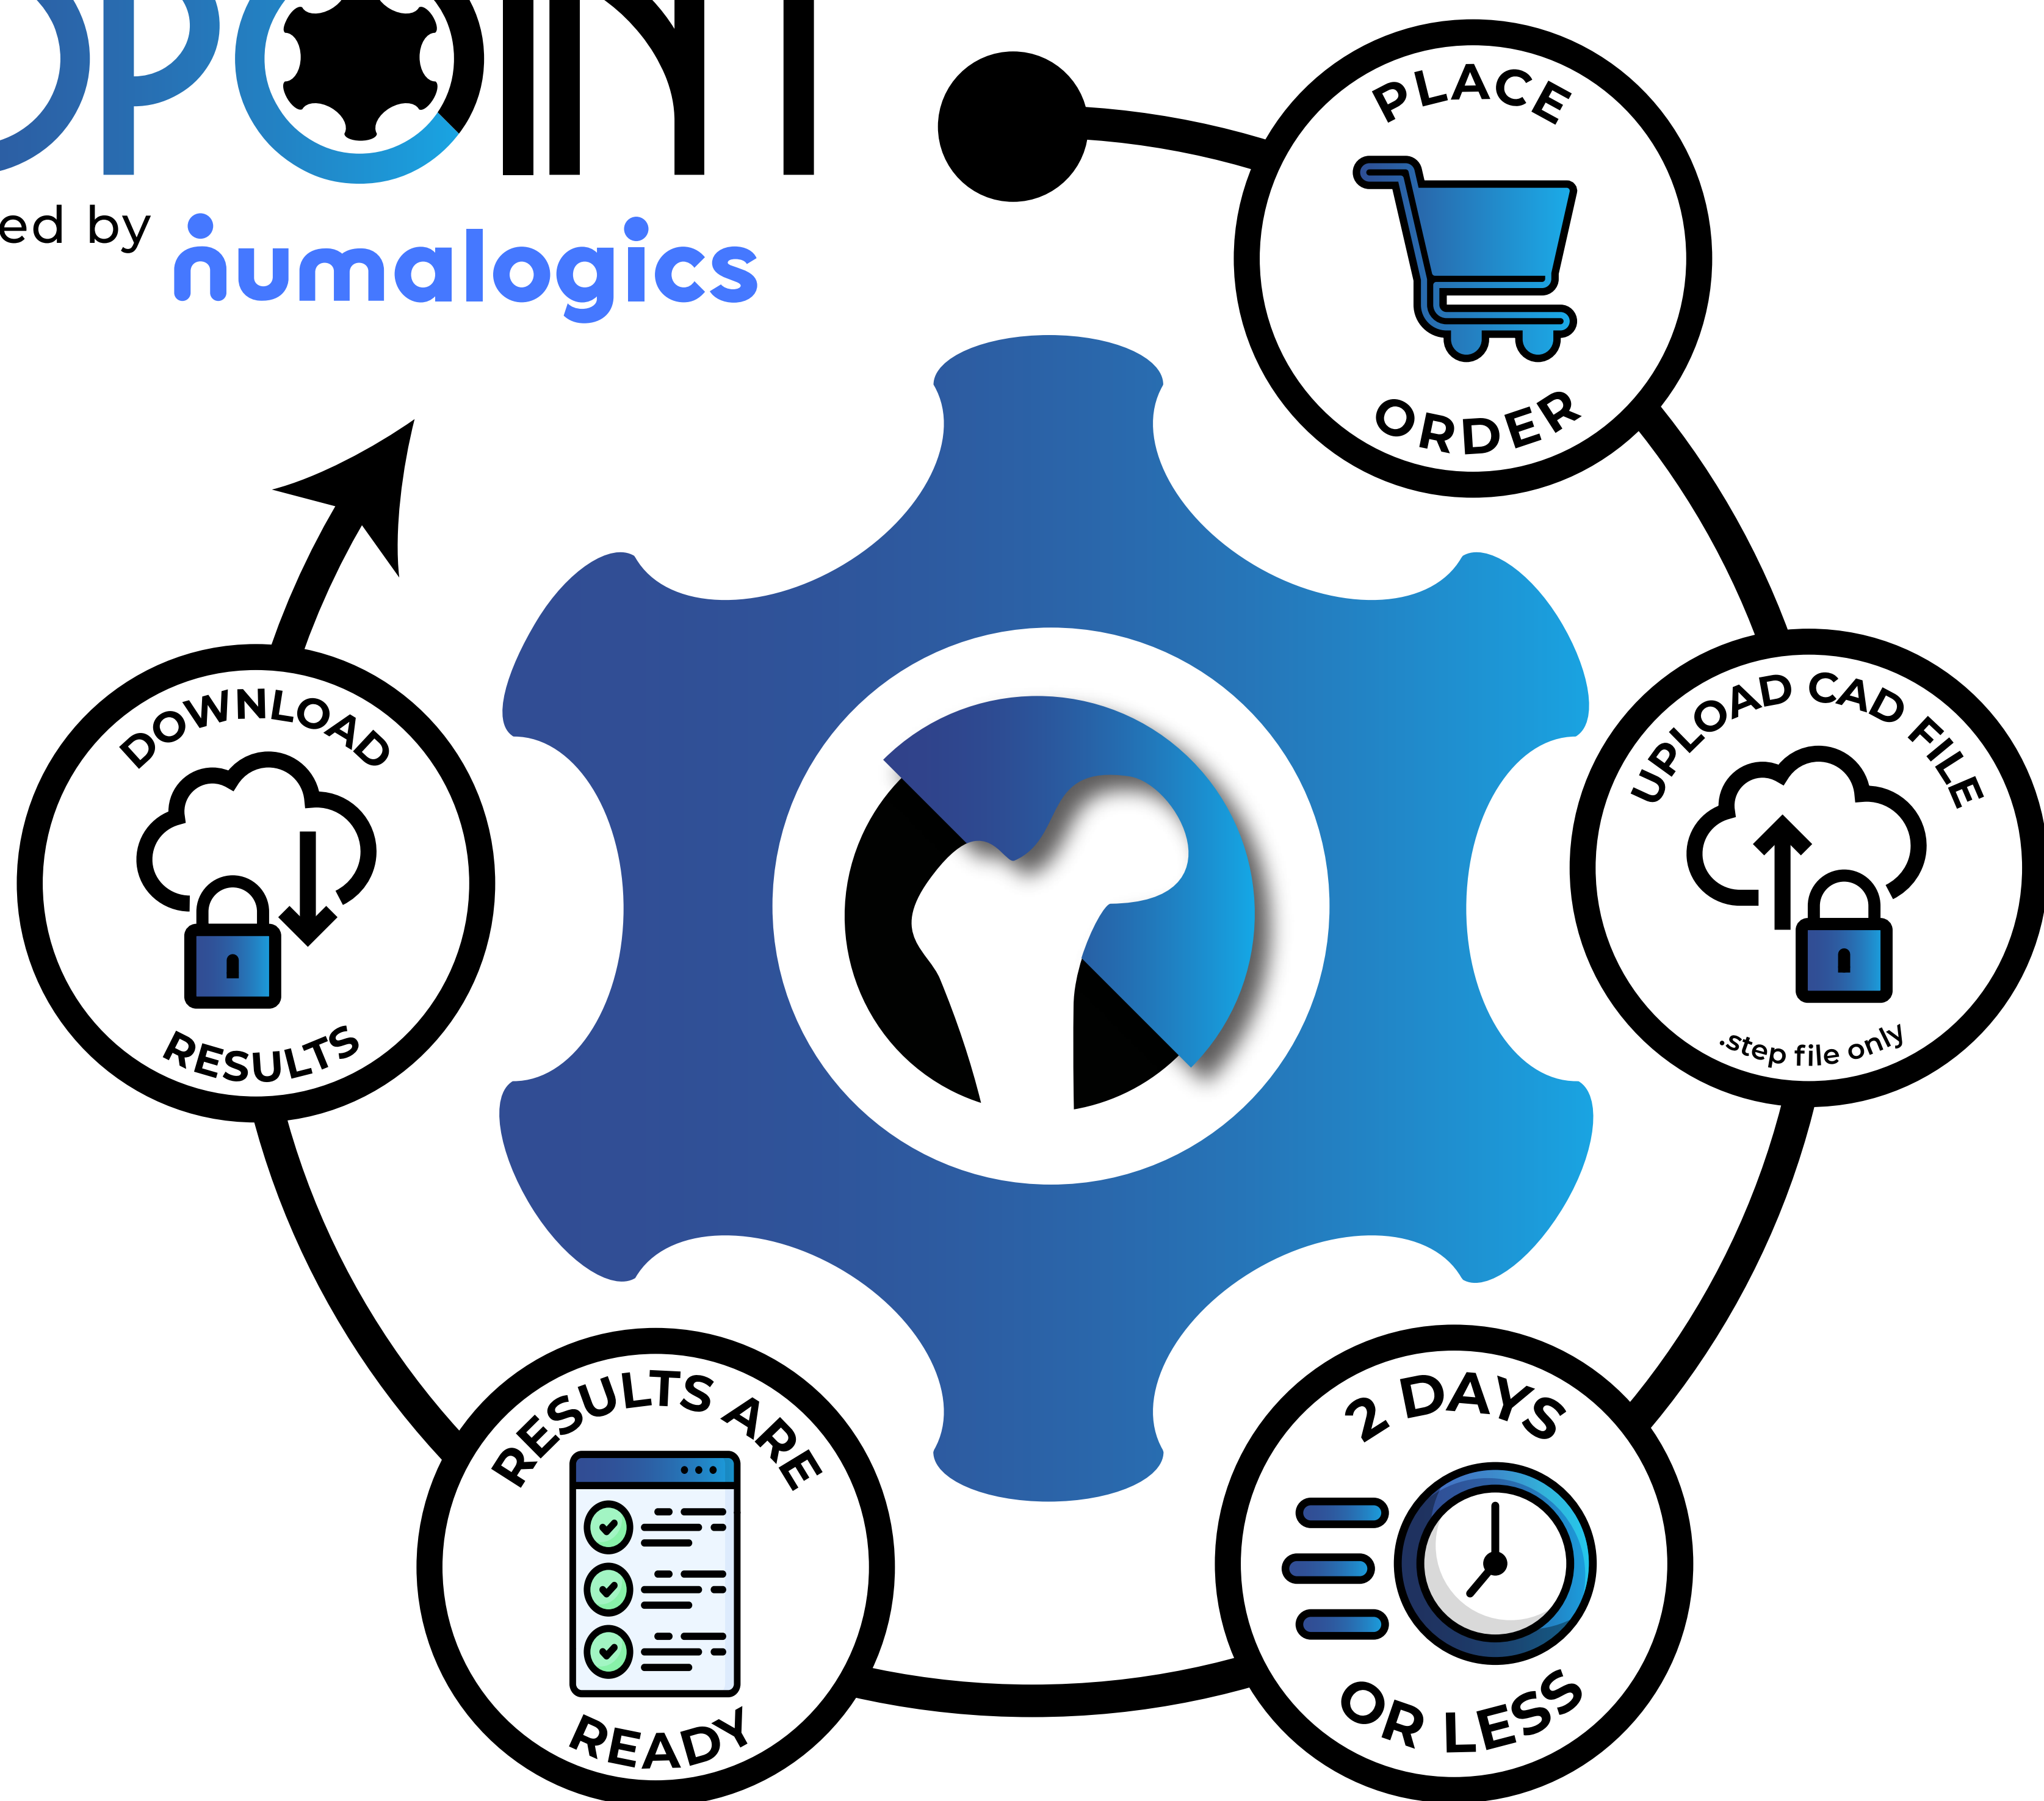 POINT
ed by
numalogics
PLACE
ORDER
UPLOAD CAD FILE
.step file only
2 DAYS
OR LESS
RESULTS ARE
READY
DOWNLOAD
RESULTS